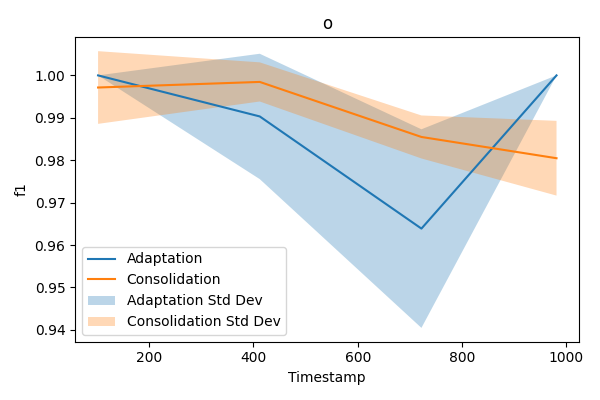 o
1.00
0.99
0.98
0.97
0.96
0.95
0.94
f1
Adaptation
Consolidation
Adaptation Std Dev
Consolidation Std Dev
200
400
600
800
1000
Timestamp